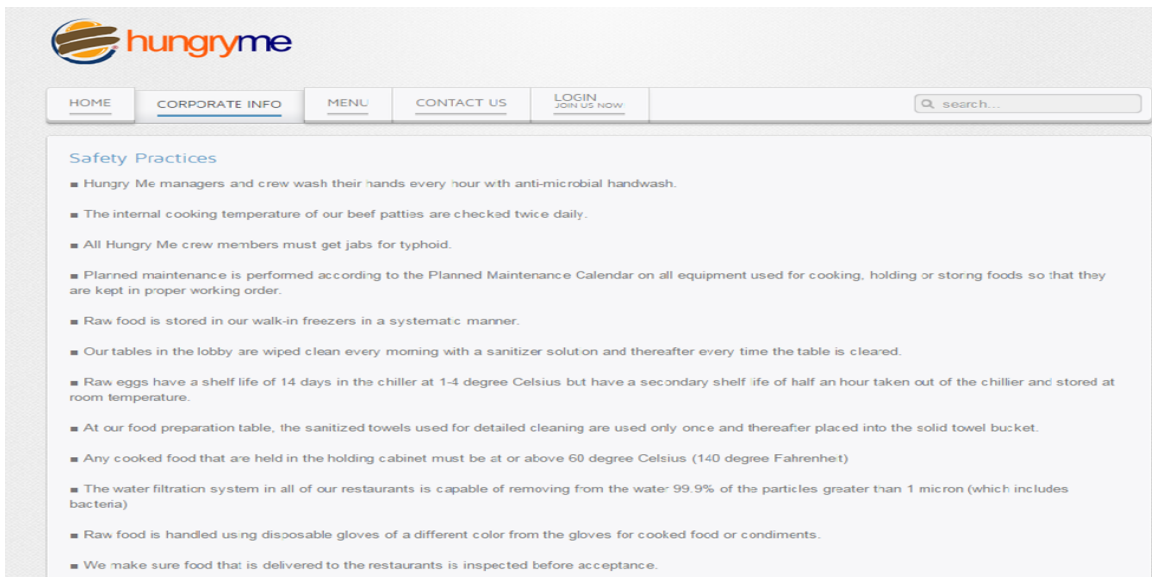 hungryme
HOME
CORPORATE INFO
MENU
CONTACT US
LOGIN
JOIN US NOW
search...
Safety Practices
■ Hungry Me managers and crew wash their hands every hour with anti-microbial handwash.
■ The internal cooking temperature of our beef patties are checked twice daily.
■ All Hungry Me crew members must get jabs for typhoid.
■ Planned maintenance is performed according to the Planned Maintenance Calendar on all equipment used for cooking, holding or storing foods so that they
are kept in proper working order.
■ Raw food is stored in our walk-in freezers in a systematic manner.
■ Our tables in the lobby are wiped clean every morning with a sanitizer solution and thereafter every time the table is cleared.
■ Raw eggs have a shelf life of 14 days in the chiller at 1-4 degree Celsius but have a secondary shelf life of half an hour taken out of the chillier and stored at
room temperature.
■ At our food preparation table, the sanitized towels used for detailed cleaning are used only once and thereafter placed into the solid towel bucket.
■ Any cooked food that are held in the holding cabinet must be at or above 60 degree Celsius (140 degree Fahrenheit)
■ The water filtration system in all of our restaurants is capable of removing from the water 99.9% of the particles greater than 1 micron (which includes
bacteria)
■ Raw food is handled using disposable gloves of a different color from the gloves for cooked food or condiments.
■ We make sure food that is delivered to the restaurants is inspected before acceptance.